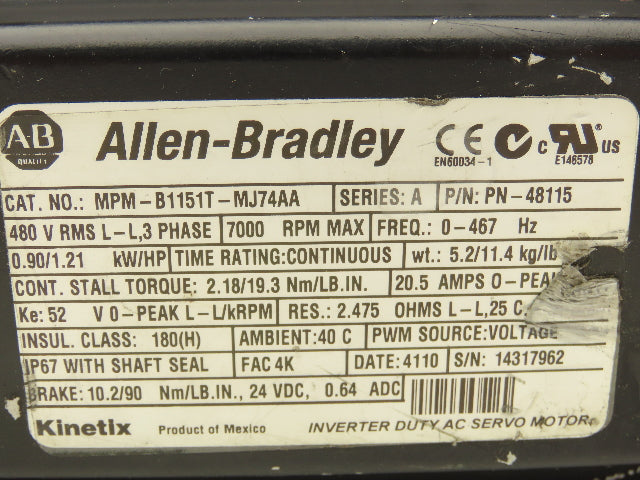 AB
QUALITY
Allen-Bradley
CE
EN60034-1
c UR US
E146578
CAT. NO.: MPM-B1151T-MJ74AA SERIES: A P/N: PN-48115
480 V RMS L-L,3 PHASE 7000 RPM MAX FREQ.: 0-467 Hz
0.90/1.21 kW/HP TIME RATING:CONTINUOUS wt.: 5.2/11.4 kg/lb
CONT. STALL TORQUE: 2.18/19.3 Nm/LB.IN. 20.5 AMPS 0-PEAK
Ke: 52 V 0-PEAK L-L/kRPM RES.: 2.475 OHMS L-L,25 C
INSUL. CLASS: 180(H) AMBIENT:40 C PWM SOURCE:VOLTAGE
IP67 WITH SHAFT SEAL FAC 4K DATE: 4110 S/N: 14317962
BRAKE: 10.2/90 Nm/LB.IN., 24 VDC, 0.64 ADC
Kinetix Product of Mexico INVERTER DUTY AC SERVO MOTOR.